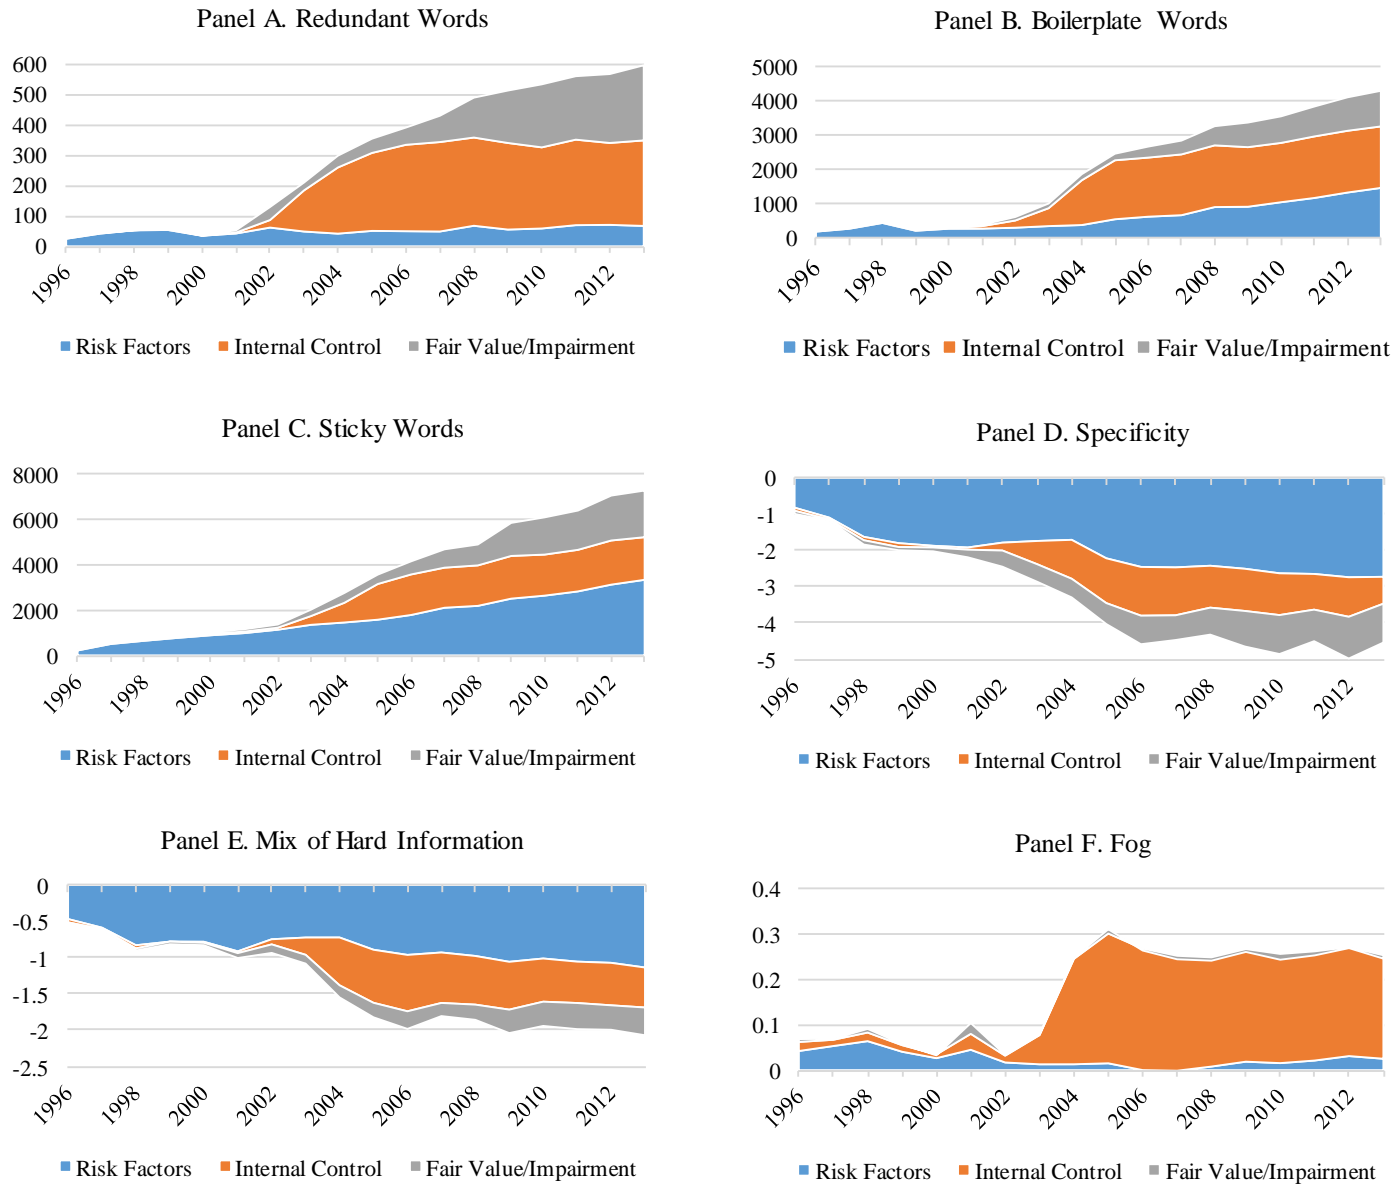 Panel A. Redundant Words
600
500
400
300
200
100
0
1996 1998 2000 2002 2004 2006 2008 2010 2012
Risk Factors Internal Control Fair Value/Impairment
Panel B. Boilerplate Words
5000
4000
3000
2000
1000
0
1996 1998 2000 2002 2004 2006 2008 2010 2012
Risk Factors Internal Control Fair Value/Impairment
Panel C. Sticky Words
8000
6000
4000
2000
0
1996 1998 2000 2002 2004 2006 2008 2010 2012
Risk Factors Internal Control Fair Value/Impairment
Panel D. Specificity
0
-1
-2
-3
-4
-5
1996 1998 2000 2002 2004 2006 2008 2010 2012
Risk Factors Internal Control Fair Value/Impairment
Panel E. Mix of Hard Information
0
-0.5
-1
-1.5
-2
-2.5
1996 1998 2000 2002 2004 2006 2008 2010 2012
Risk Factors Internal Control Fair Value/Impairment
Panel F. Fog
0.4
0.3
0.2
0.1
0
1996 1998 2000 2002 2004 2006 2008 2010 2012
Risk Factors Internal Control Fair Value/Impairment